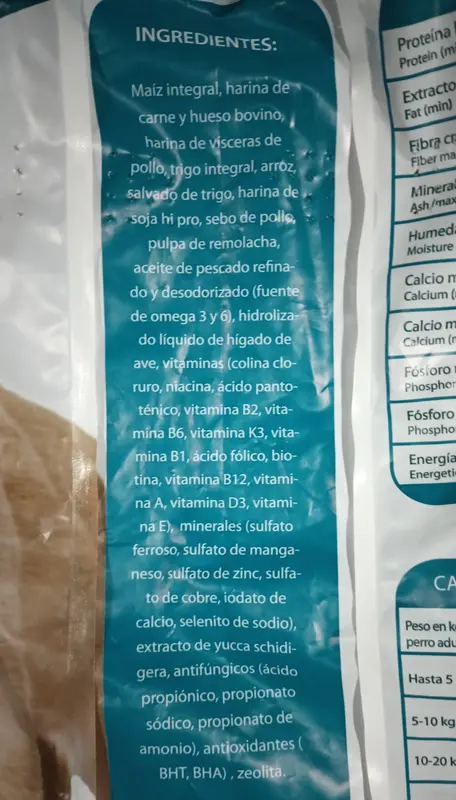 INGREDIENTES:
Maíz integral, harina de
carne y hueso bovino,
harina de vísceras de
pollo, trigo integral, arroz,
salvado de trigo, harina de
soja hi pro, sebo de pollo,
pulpa de remolacha,
aceite de pescado refina-
do y desodorizado (fuente
de omega 3 y 6), hidroliza-
do líquido de hígado de
ave, vitaminas (colina clo-
ruro, niacina, ácido panto-
ténico, vitamina B2, vita-
mina B6, vitamina K3, vita-
mina B1, ácido fólico, bio-
tina, vitamina B12, vitami-
na A, vitamina D3, vitami-
na E), minerales (sulfato
ferroso, sulfato de manga-
neso, sulfato de zinc, sulfa-
to de cobre, iodato de
calcio, selenito de sodio),
extracto de yucca schidi-
gera, antifúngicos (ácido
propiónico, propionato
sódico, propionato de
amonio), antioxidantes (
BHT, BHA) , zeolita.
Proteína
Protein (m
Extracto
Fat (min)
Fibra c
Fiber ma
Mineral
Ash/max
Humed
Moisture
Calcio m
Calcium (
Calcio m
Calcium (
Fósforo
Phosphor
Fósforo
Phospho
Energía
Energeti
CA
Peso en k
perro adu
Hasta 5
5-10 kg
10-20 k